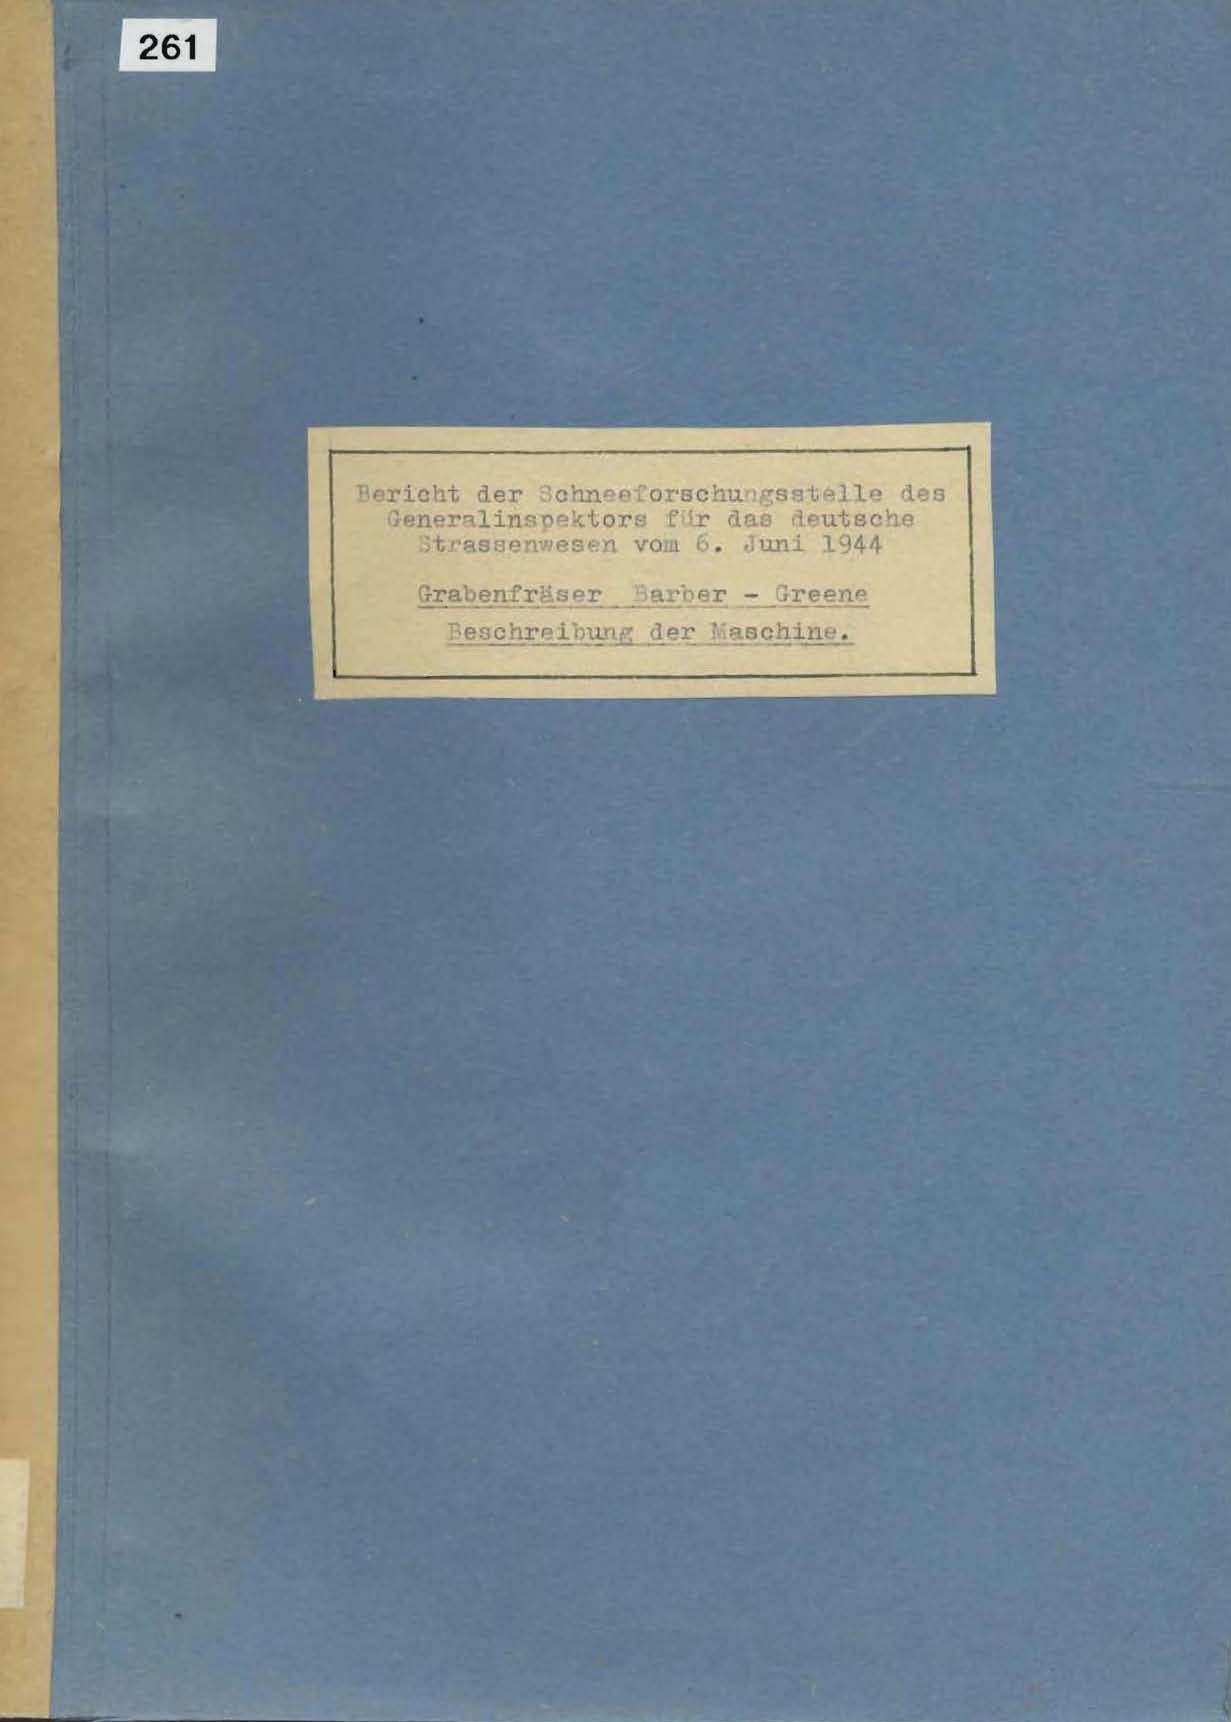 261
Bericht der Schneeforschungsstelle des
Generalinspektors für das deutsche
Strassenwesen vom 6. Juni 1944
Grabenfräser Barber - Greene
Beschreibung der Maschine.